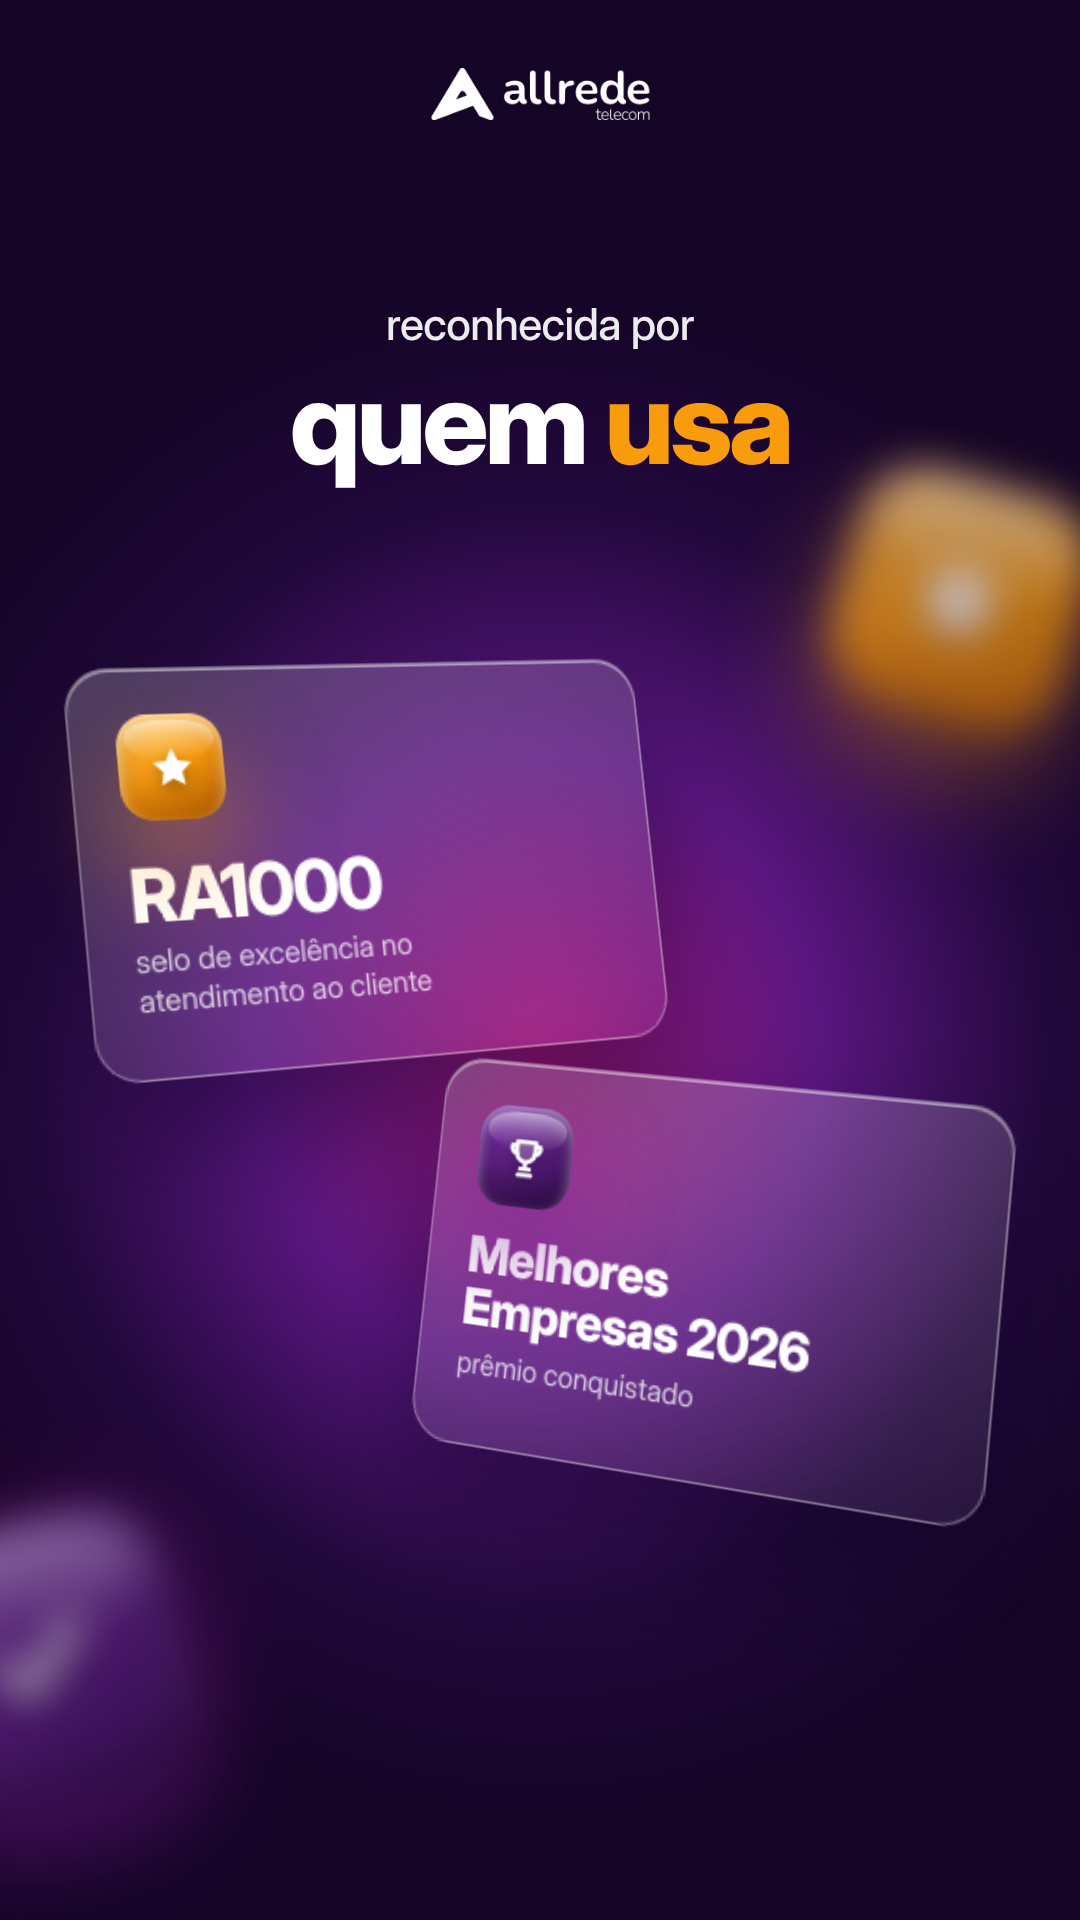 allrede
telecom
reconhecida por
quem usa
RA1000
selo de excelência no
atendimento ao cliente
Melhores
Empresas 2026
prêmio conquistado